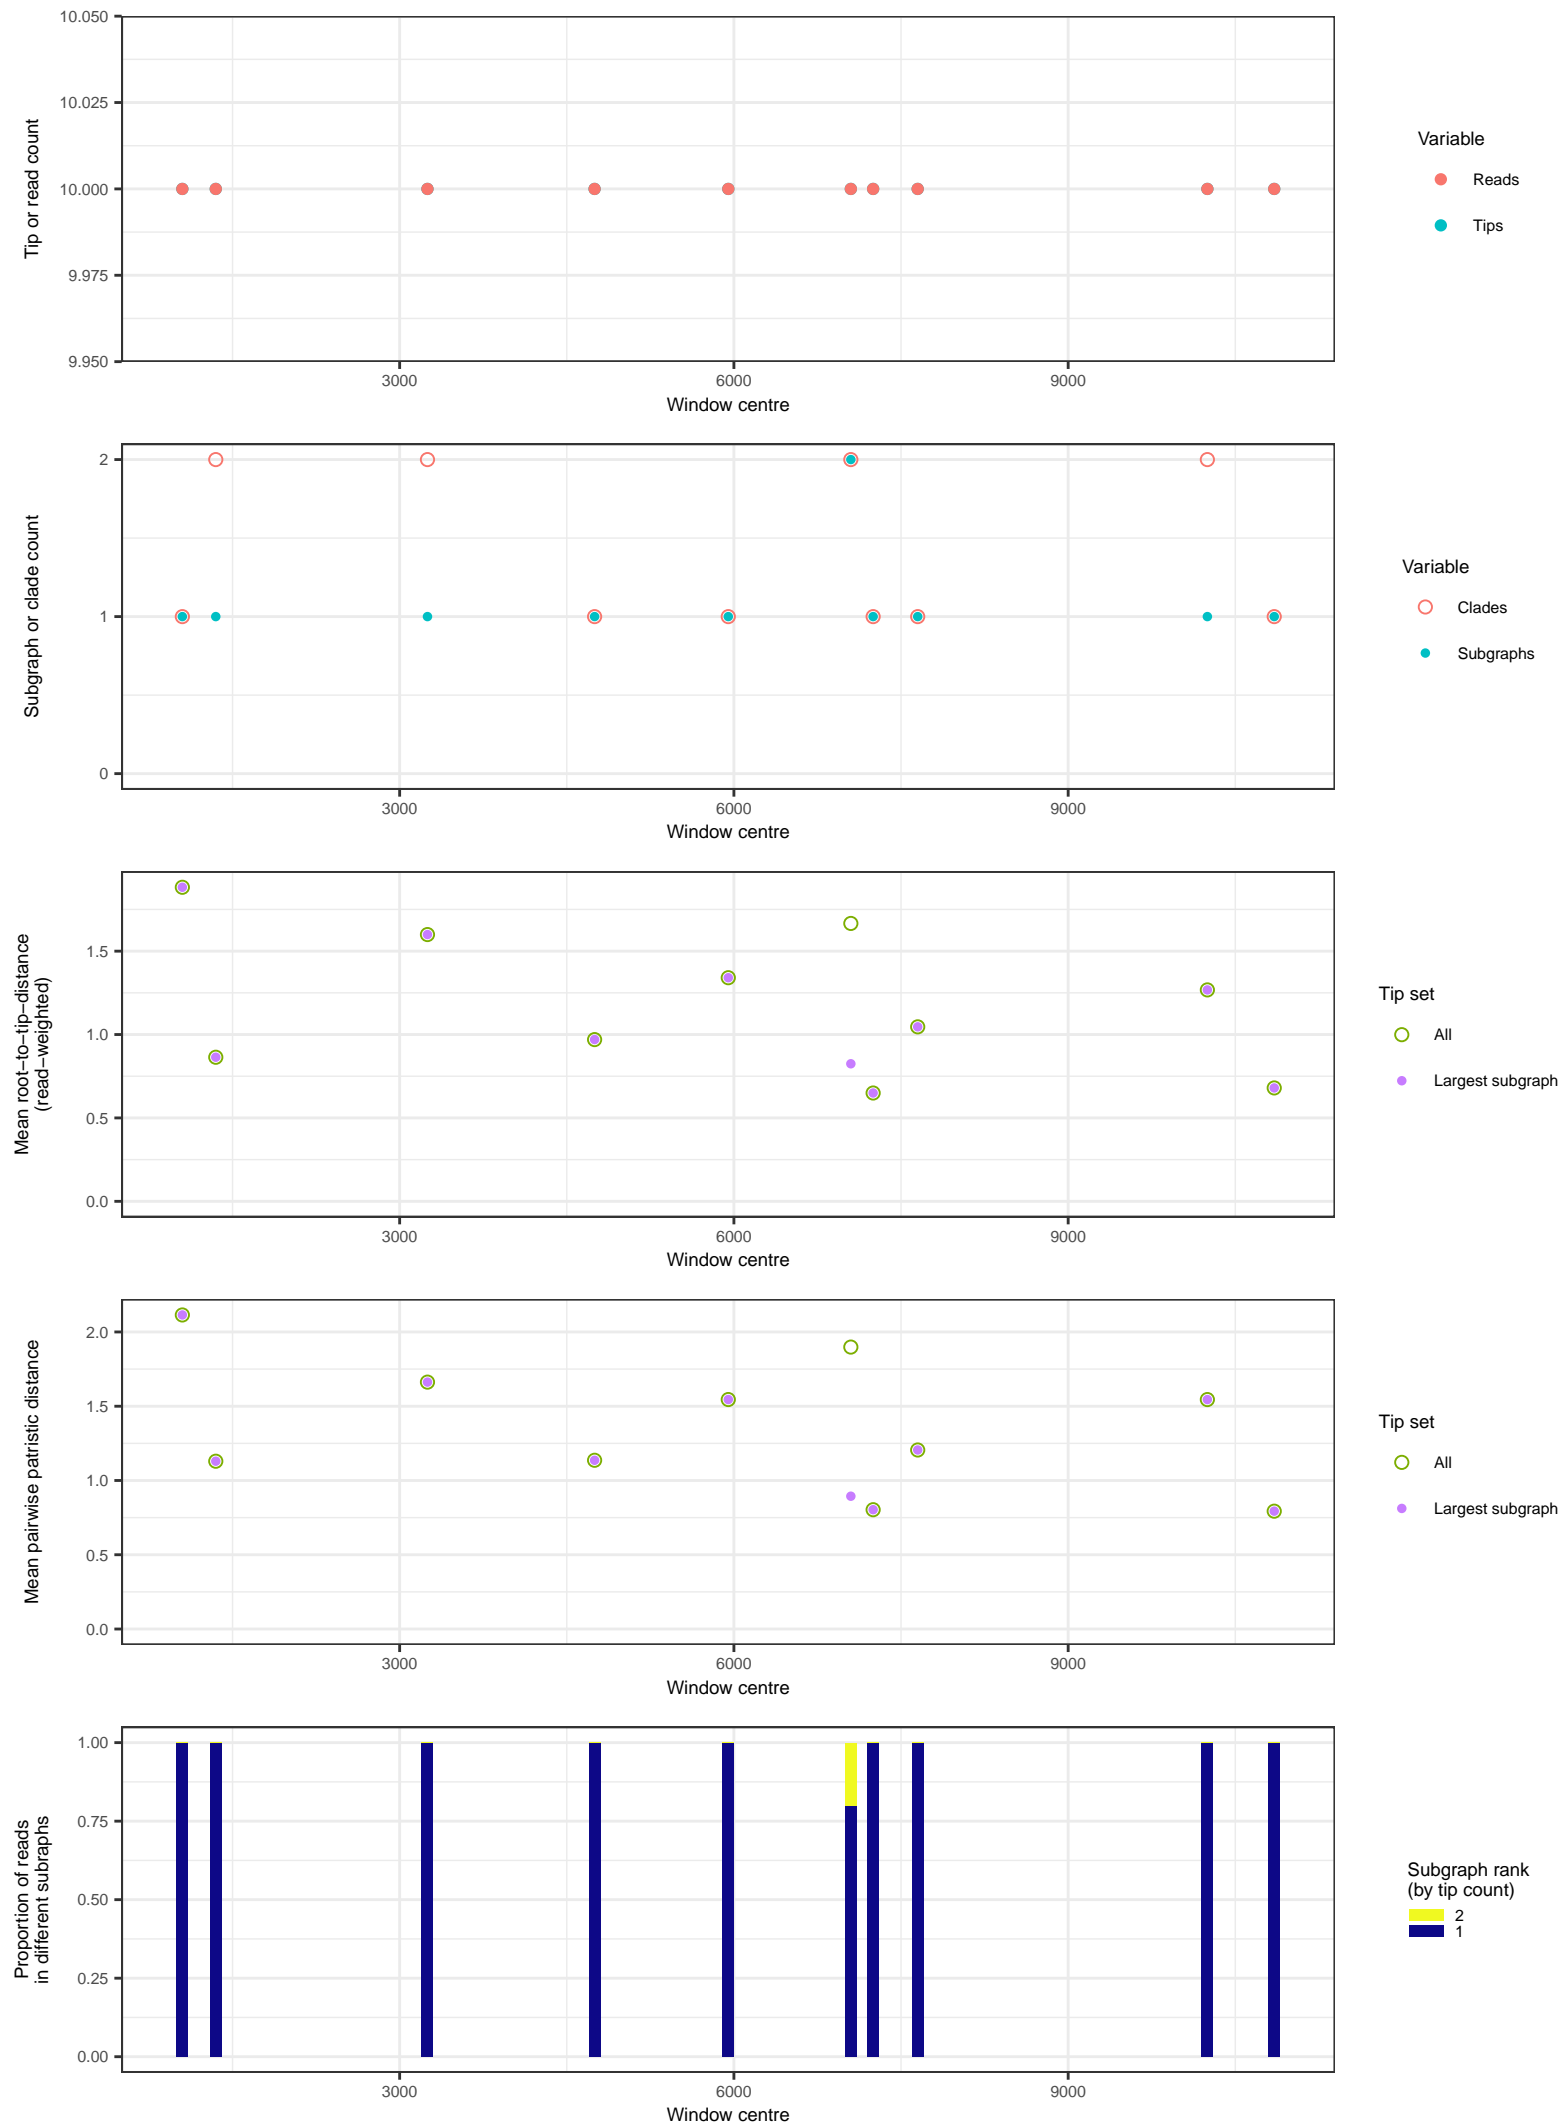 10.050
10.025
10.000
9.975
9.950
Tip or read count
3000
6000
9000
Window centre
Variable
Reads
Tips
2
1
0
Subgraph or clade count
3000
6000
9000
Window centre
Variable
Clades
Subgraphs
1.5
1.0
0.5
0.0
Mean root−to−tip−distance
(read−weighted)
3000
6000
9000
Window centre
Tip set
All
Largest subgraph
2.0
1.5
1.0
0.5
0.0
Mean pairwise patristic distance
3000
6000
9000
Window centre
Tip set
All
Largest subgraph
1.00
0.75
0.50
0.25
0.00
Proportion of reads
in different subraphs
3000
6000
9000
Window centre
Subgraph rank
(by tip count)
2
1